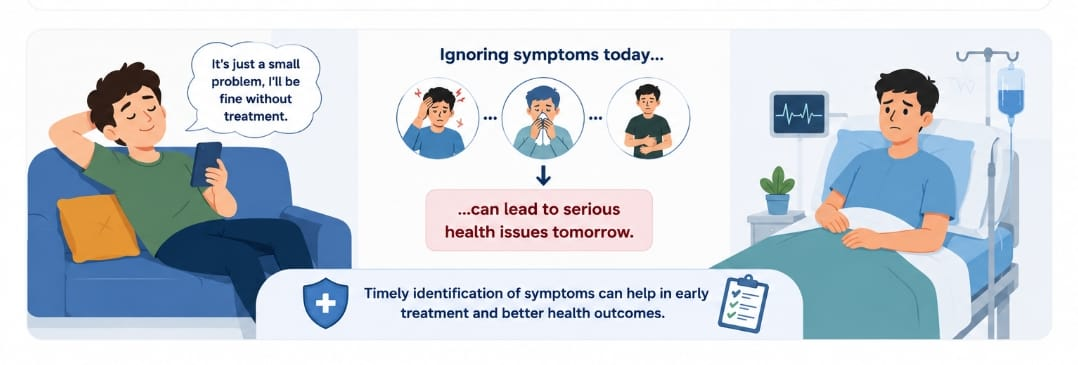 It's just a small
problem, I'll be
fine without
treatment.
Ignoring symptoms today...
...can lead to serious
health issues tomorrow.
Timely identification of symptoms can help in early
treatment and better health outcomes.